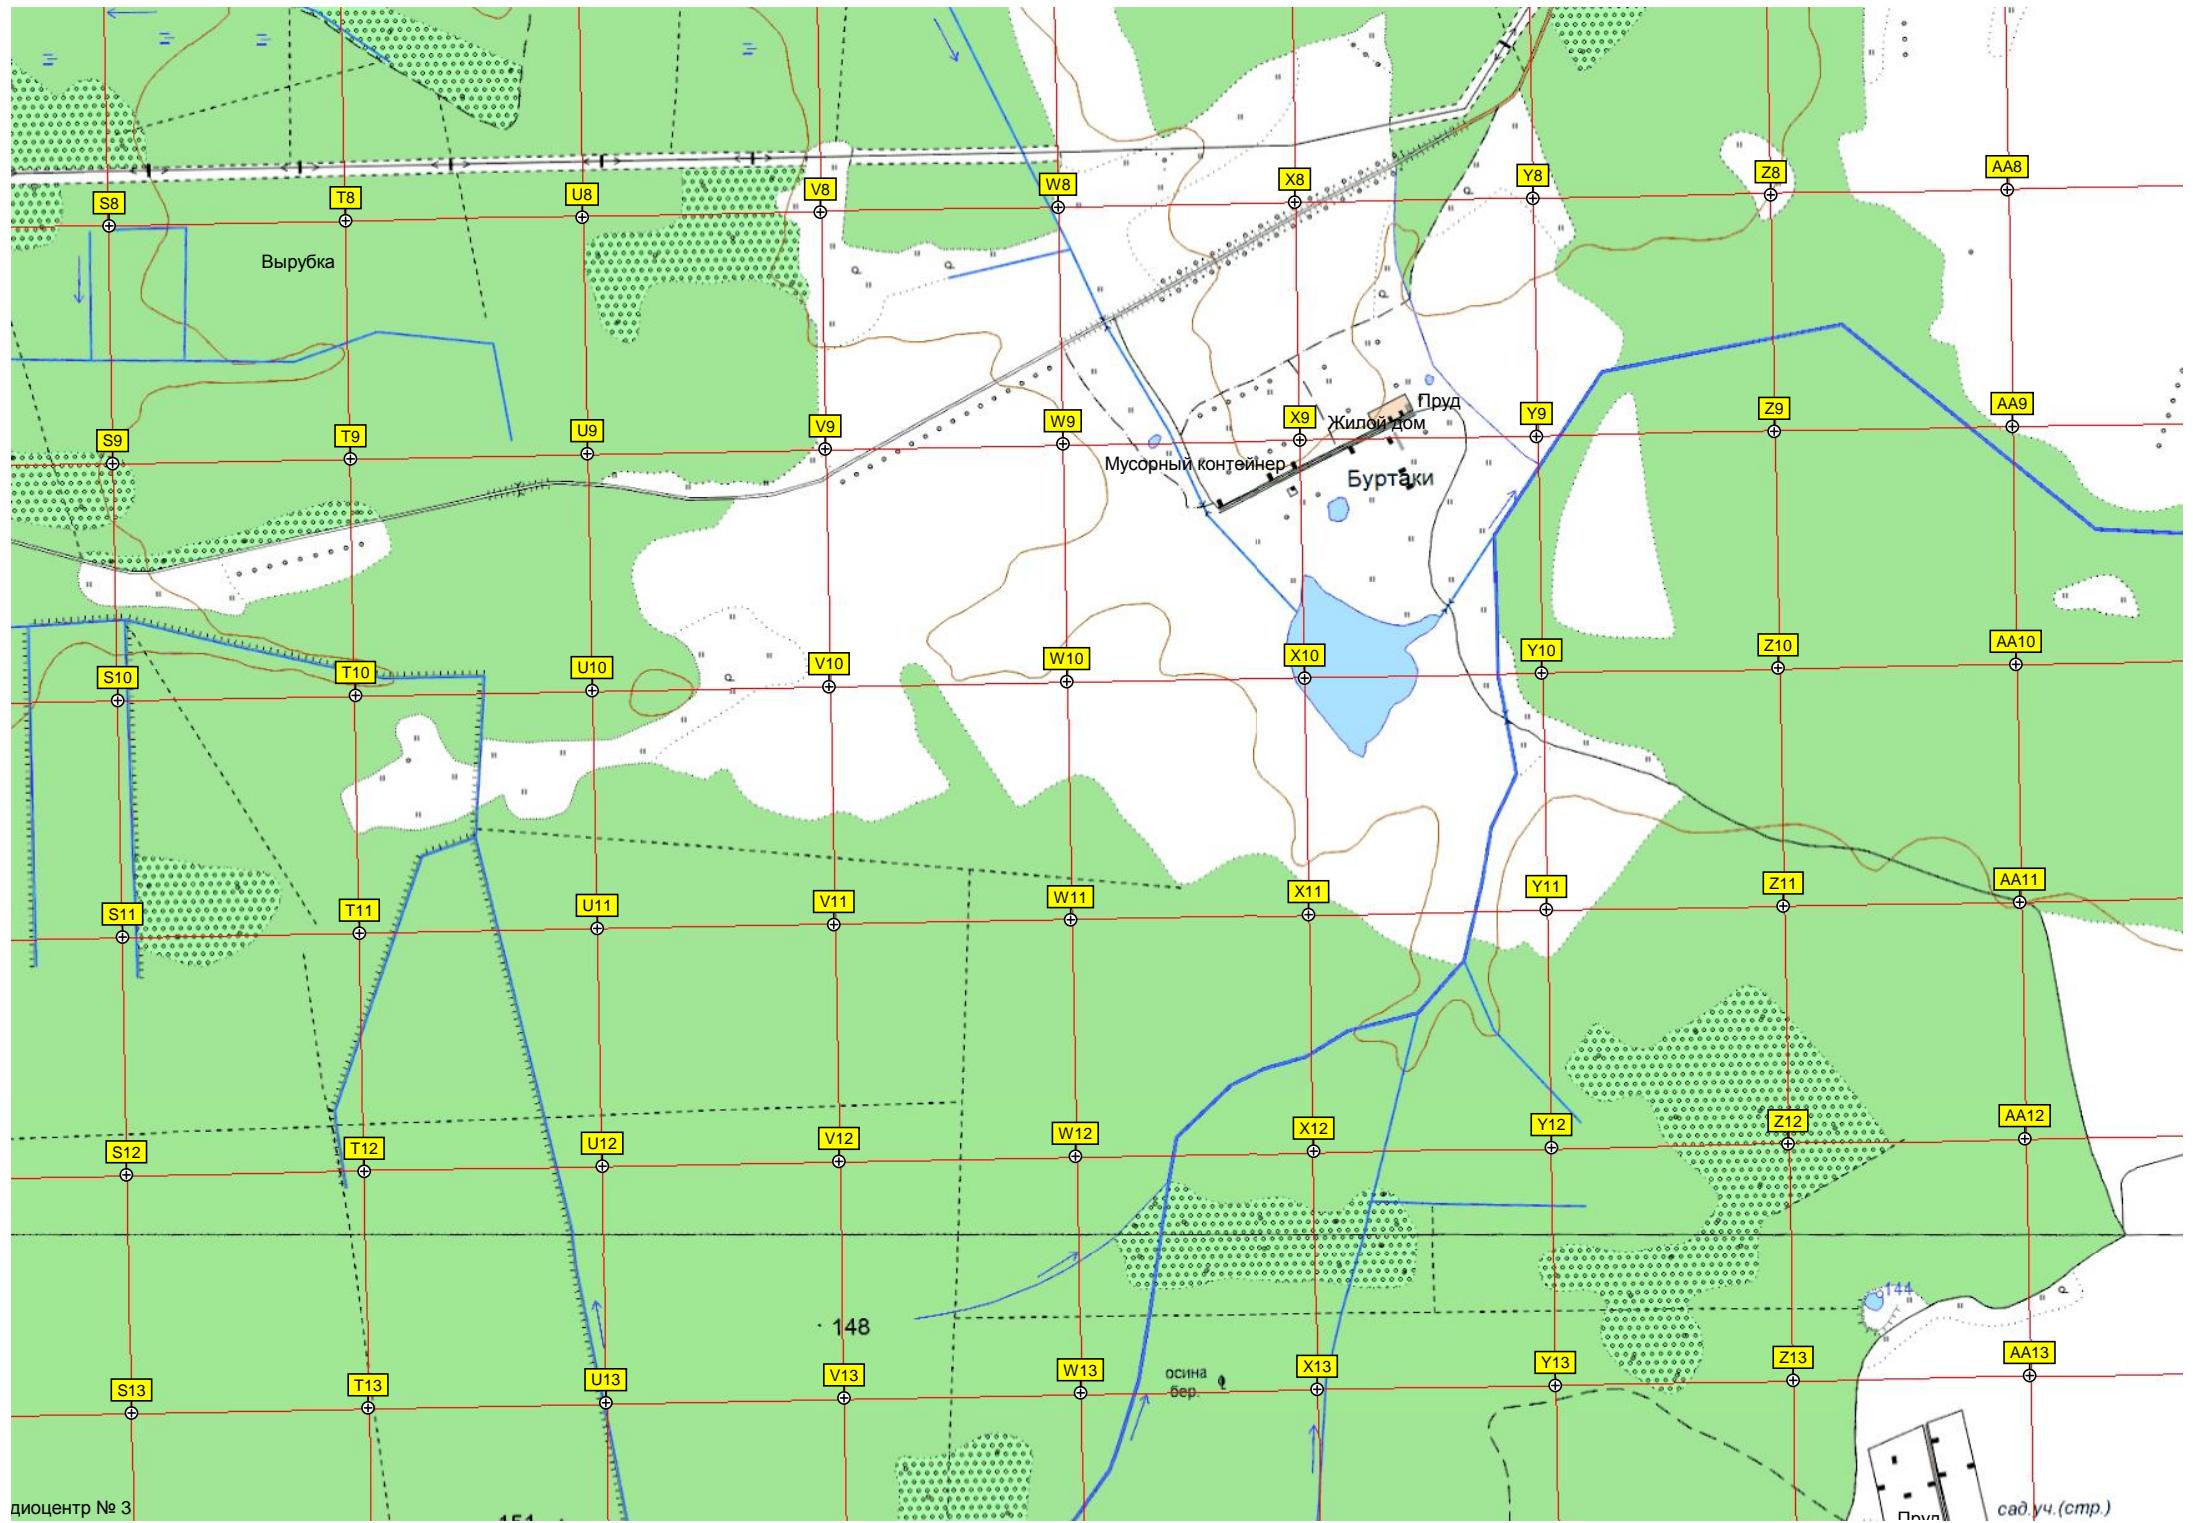 S8
T8
U8
V8
W8
X8
Y8
Z8
AA8
Вырубка
S9
T9
U9
V9
W9
X9
Y9
Z9
AA9
Пруд
Жилой дом
Мусорный контейнер
Буртаки
S10
T10
U10
V10
W10
X10
Y10
Z10
AA10
S11
T11
U11
V11
W11
X11
Y11
Z11
AA11
S12
T12
U12
V12
W12
X12
Y12
Z12
AA12
144
148
S13
T13
U13
V13
W13
X13
Y13
Z13
AA13
осина
бер.
диоцентр № 3
151
Пруд
сад.уч.(стр.)